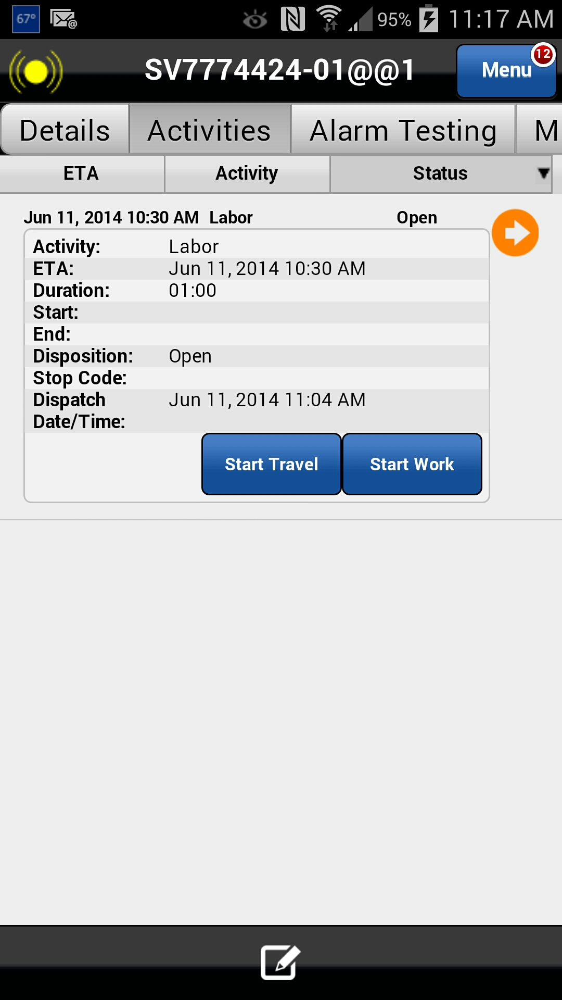 67° 95% 11:17 AM
SV7774424-01@@1 Menu 12
Details Activities Alarm Testing M
ETA Activity Status
Jun 11, 2014 10:30 AM Labor Open
Activity: Labor
ETA: Jun 11, 2014 10:30 AM
Duration: 01:00
Start:
End:
Disposition: Open
Stop Code:
Dispatch Jun 11, 2014 11:04 AM
Date/Time:
Start Travel Start Work